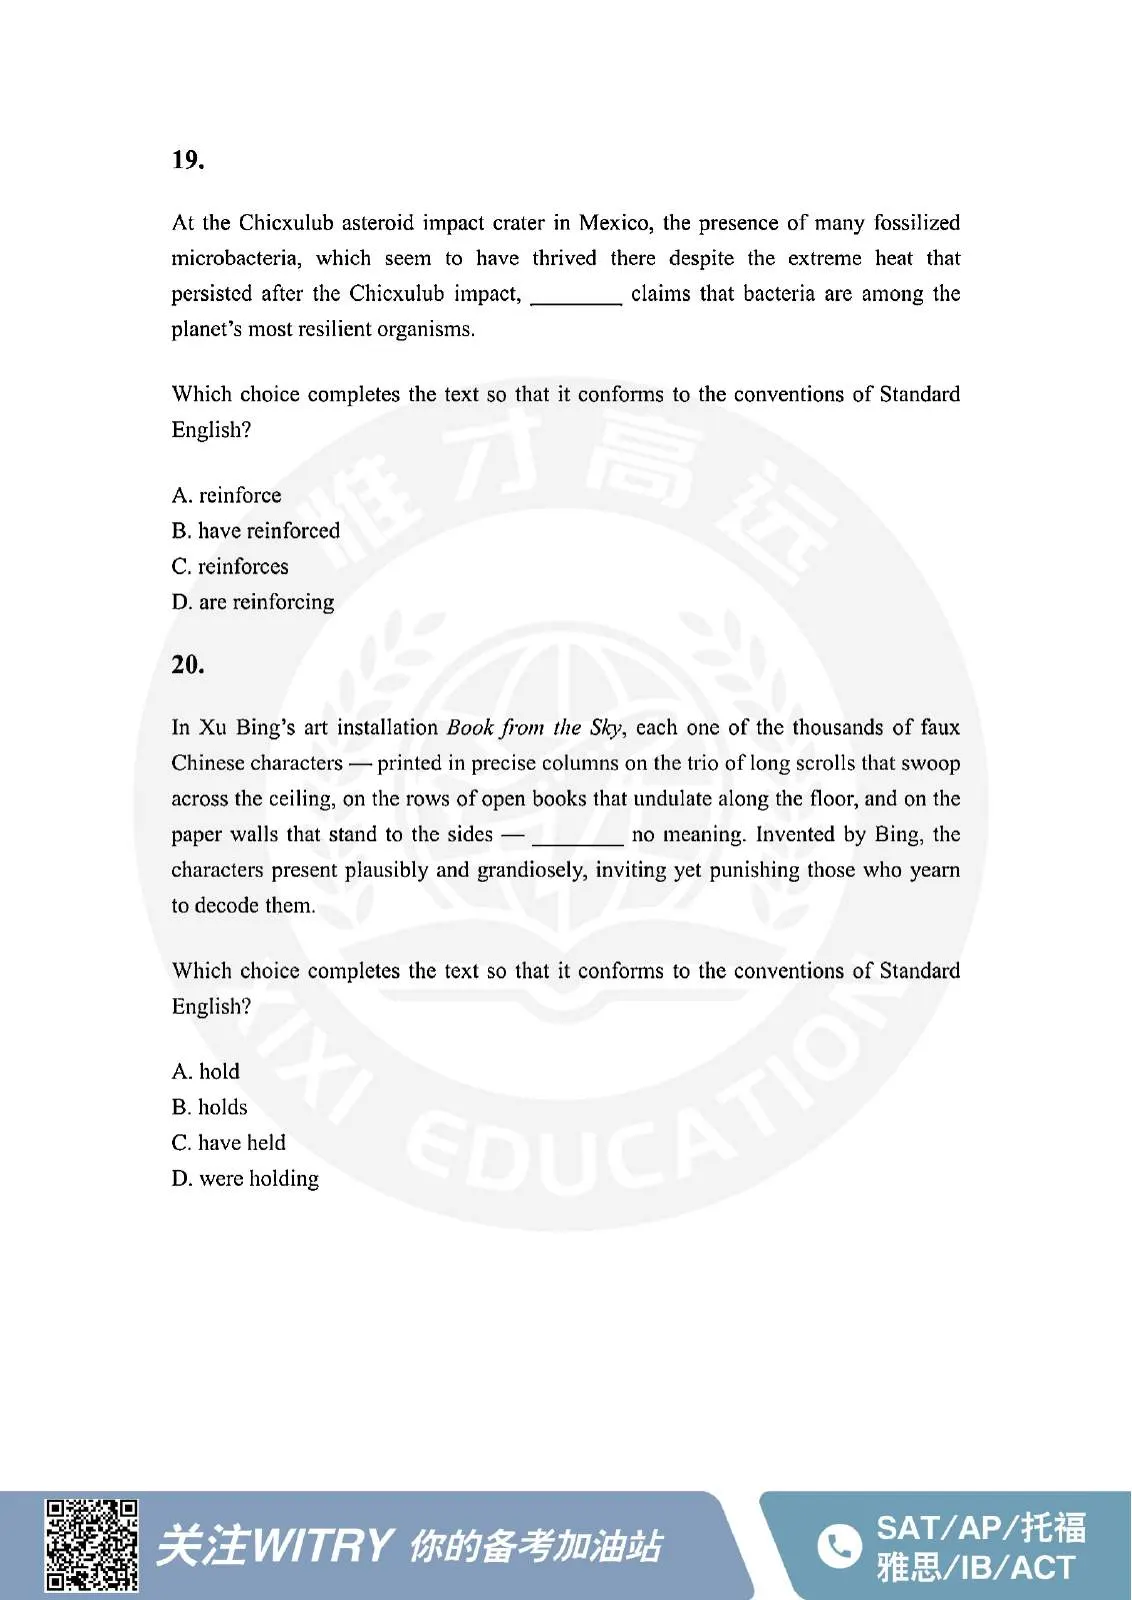 19.
At the Chicxulub asteroid impact crater in Mexico, the presence of many fossilized
microbacteria, which seem to have thrived there despite the extreme heat that
persisted after the Chicxulub impact, ________ claims that bacteria are among the
planet’s most resilient organisms.
Which choice completes the text so that it conforms to the conventions of Standard
English?
A. reinforce
B. have reinforced
C. reinforces
D. are reinforcing
20.
In Xu Bing’s art installation Book from the Sky, each one of the thousands of faux
Chinese characters — printed in precise columns on the trio of long scrolls that swoop
across the ceiling, on the rows of open books that undulate along the floor, and on the
paper walls that stand to the sides — ________ no meaning. Invented by Bing, the
characters present plausibly and grandiosely, inviting yet punishing those who yearn
to decode them.
Which choice completes the text so that it conforms to the conventions of Standard
English?
A. hold
B. holds
C. have held
D. were holding
惟才高远
XIXI EDUCATION
关注WITRY 你的备考加油站
SAT/AP/托福
雅思/IB/ACT